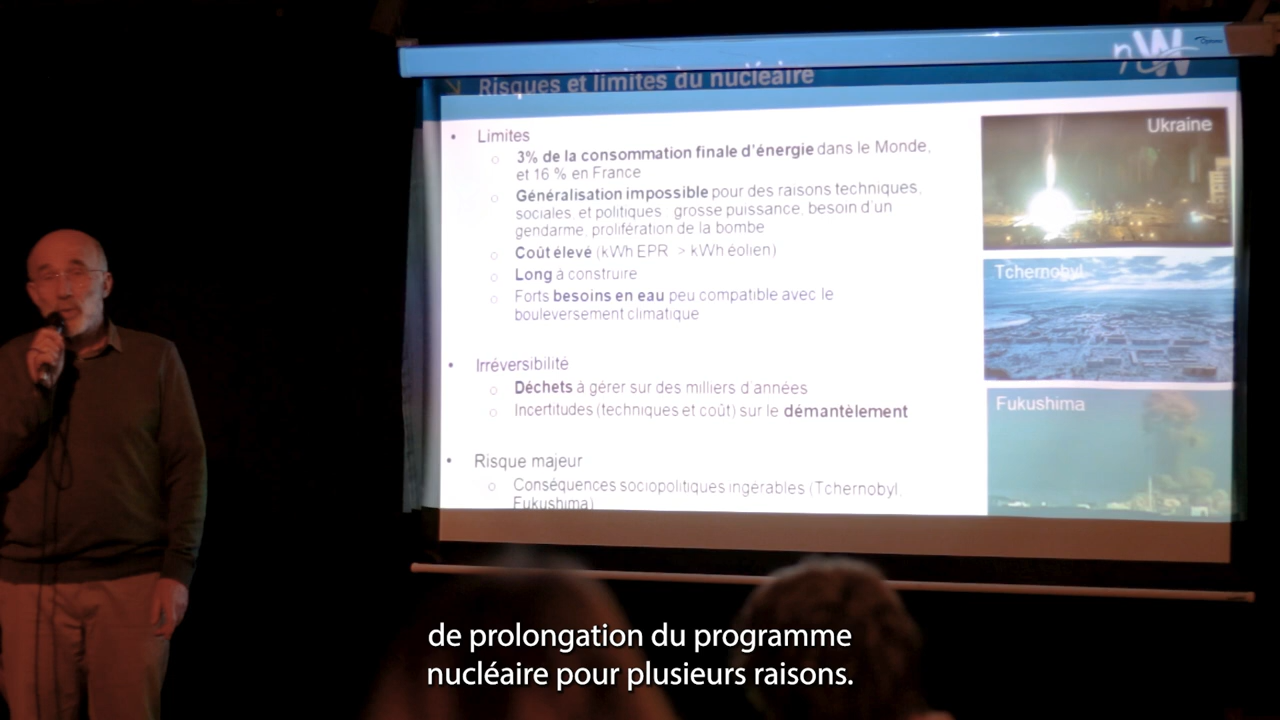 Optoma
nW
Risques et limites du nucléaire
• Limites
o 3% de la consommation finale d'énergie dans le Monde,
et 16 % en France
o Généralisation impossible pour des raisons techniques,
sociales, et politiques : grosse puissance, besoin d'un
gendarme, prolifération de la bombe
o Coût élevé (kWh EPR > kWh éolien)
o Long à construire
o Forts besoins en eau peu compatible avec le
bouleversement climatique
• Irréversibilité
o Déchets à gérer sur des milliers d'années
o Incertitudes (techniques et coût) sur le démantèlement
• Risque majeur
o Conséquences sociopolitiques ingérables (Tchernobyl,
Fukushima)
Ukraine
Tchernobyl
Fukushima
de prolongation du programme
nucléaire pour plusieurs raisons.